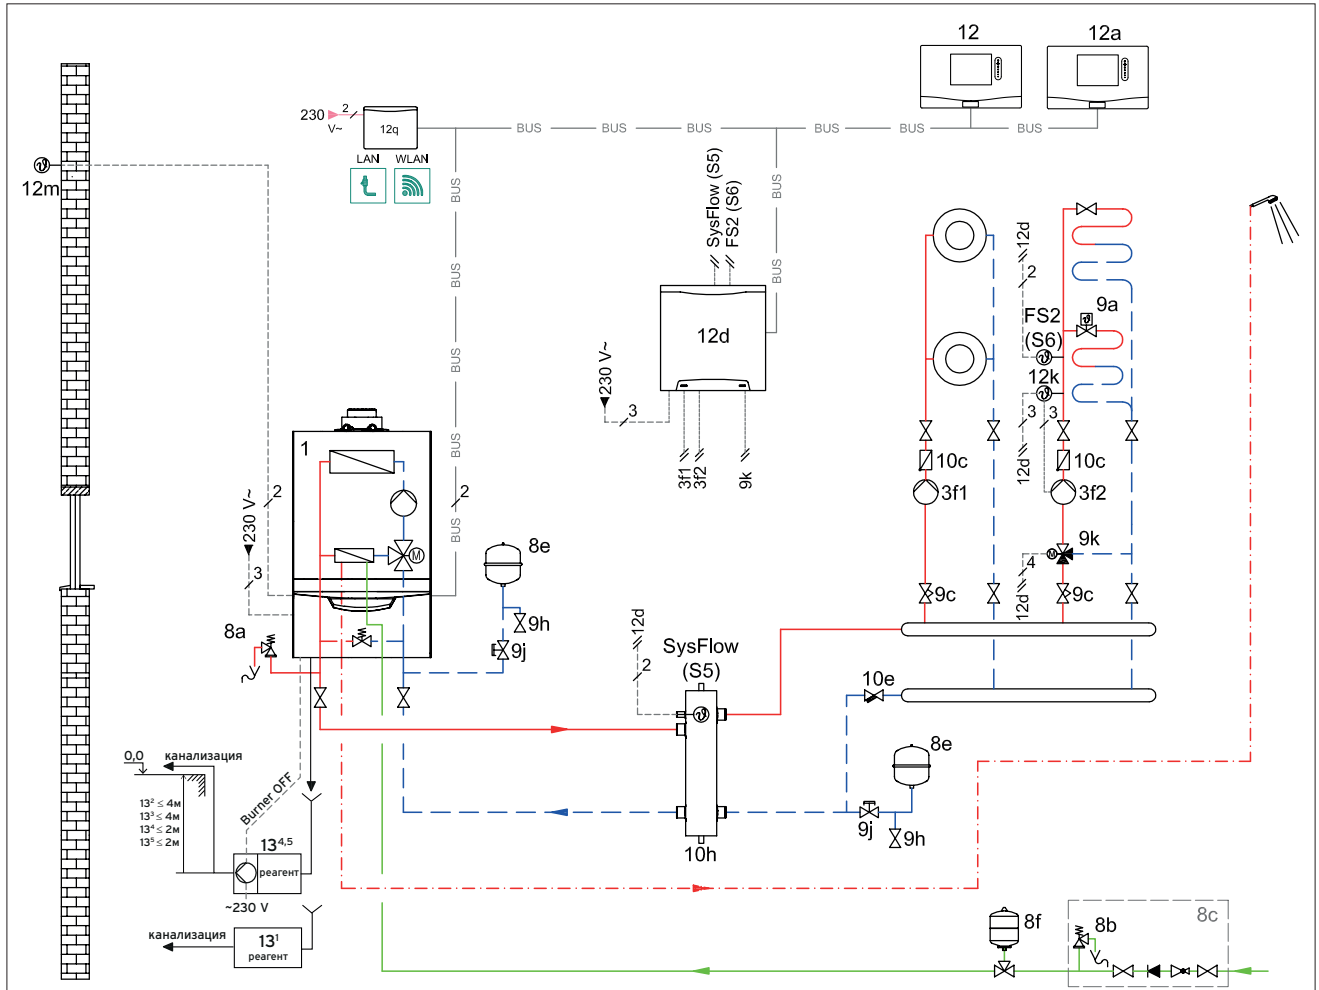 12
12a
230
V~
2
12q
BUS
BUS
BUS
BUS
BUS
BUS
LAN
WLAN
12m
BUS
BUS
BUS
BUS
BUS
BUS
BUS
SysFlow (S5)
FS2 (S6)
12d
230 V~
3
3f1
3f2
9k
12d
2
FS2
(S6)
9a
12k
3
3
12d
10c
10c
3f1
3f2
9k
M
4
12d
9c
9c
1
M
2
2
230 V~
3
8a
8e
9h
9j
12d
2
SysFlow
(S5)
10e
8e
9j
9h
10h
0,0
канализация
13² ≤ 4м
13³ ≤ 4м
13⁴ ≤ 2м
13⁵ ≤ 2м
Burner OFF
13⁴,⁵
реагент
~230 V
канализация
13¹
реагент
8f
8b
8c